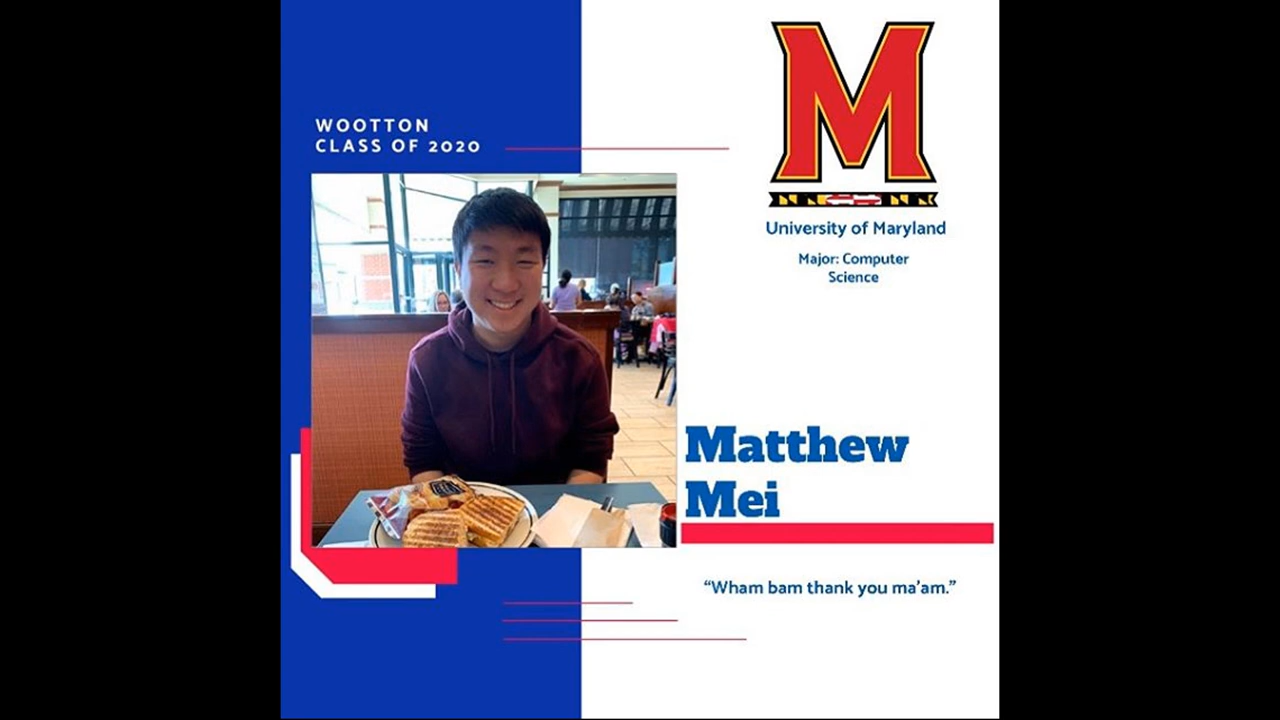 WOOTTON
CLASS OF 2020
M
University of Maryland
Major: Computer
Science
Matthew
Mei
“Wham bam thank you ma’am.”